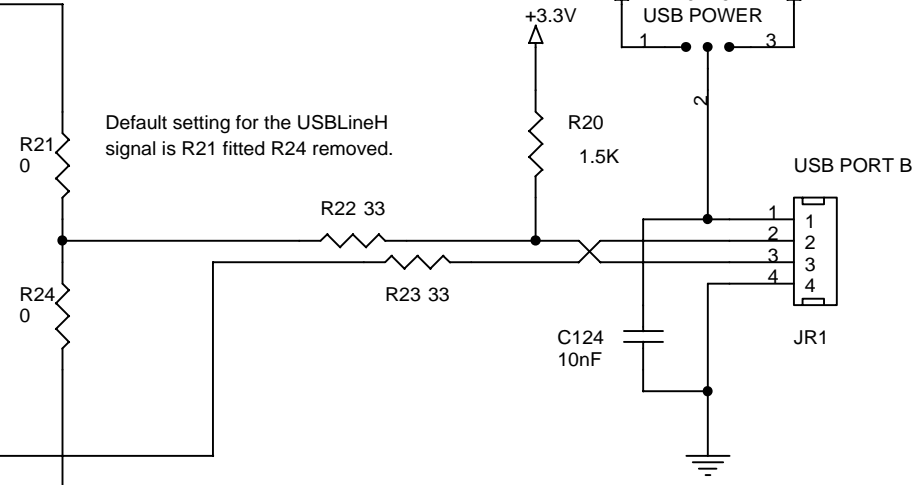 +3.3V
USB POWER
1
3
2
Default setting for the USBLineH
signal is R21 fitted R24 removed.
R21
0
R20
1.5K
USB PORT B
R22 33
1
1
2
2
3
3
4
4
R24
0
R23 33
C124
10nF
JR1